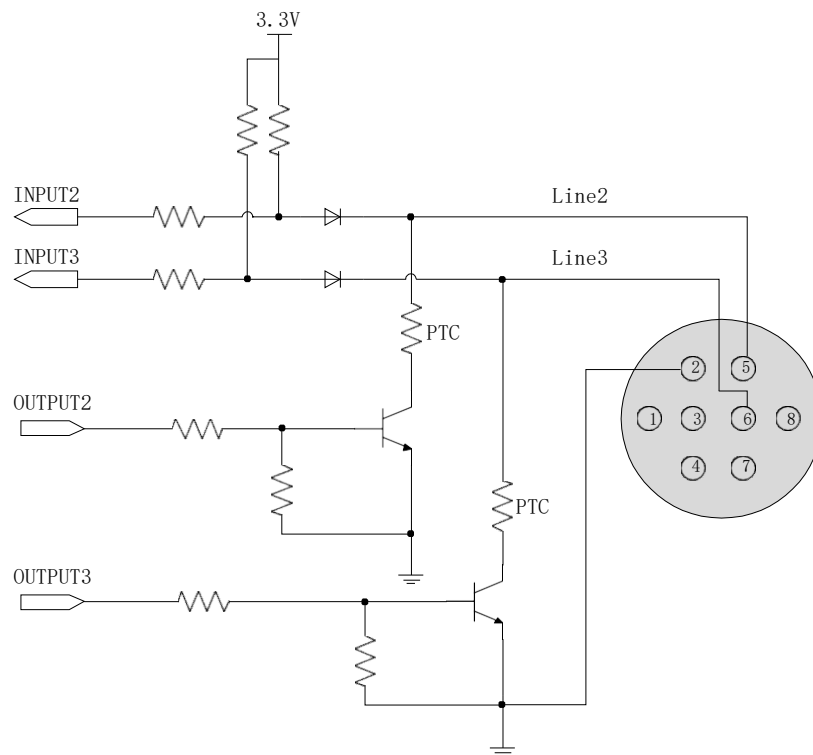 3.3V
INPUT2
Line2
INPUT3
Line3
PTC
2
5
OUTPUT2
1
3
6
8
4
7
PTC
OUTPUT3